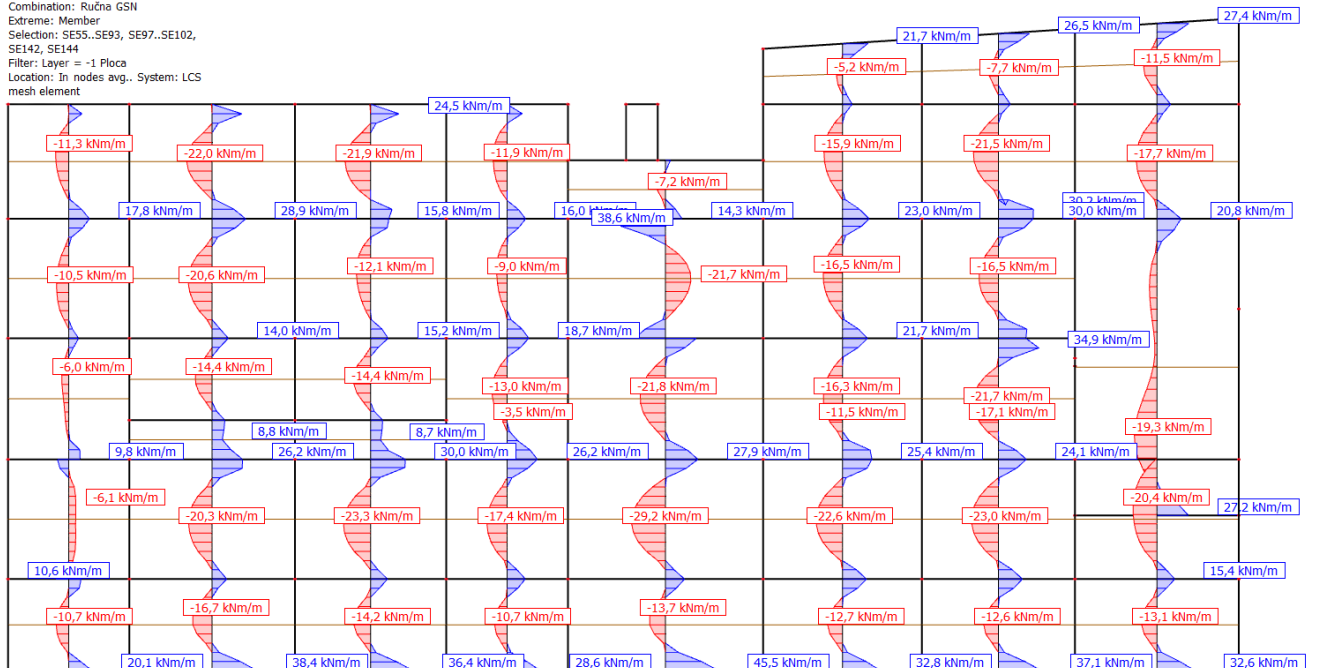 Combination: Ručna GSN
Extreme: Member
Selection: SE55..SE93, SE97..SE102,
SE142, SE144
Filter: Layer = -1 Ploca
Location: In nodes avg.. System: LCS
mesh element
27,4 kNm/m
26,5 kNm/m
21,7 kNm/m
-11,5 kNm/m
-5,2 kNm/m
-7,7 kNm/m
24,5 kNm/m
-11,3 kNm/m
-22,0 kNm/m
-21,9 kNm/m
-11,9 kNm/m
-15,9 kNm/m
-21,5 kNm/m
-17,7 kNm/m
-7,2 kNm/m
30,2 kNm/m
17,8 kNm/m
28,9 kNm/m
15,8 kNm/m
16,0
38,6 kNm/m
14,3 kNm/m
23,0 kNm/m
30,0 kNm/m
20,8 kNm/m
-10,5 kNm/m
-20,6 kNm/m
-12,1 kNm/m
-9,0 kNm/m
-21,7 kNm/m
-16,5 kNm/m
-16,5 kNm/m
14,0 kNm/m
15,2 kNm/m
18,7 kNm/m
21,7 kNm/m
34,9 kNm/m
-6,0 kNm/m
-14,4 kNm/m
-14,4 kNm/m
-13,0 kNm/m
-21,8 kNm/m
-16,3 kNm/m
-21,7 kNm/m
-3,5 kNm/m
-11,5 kNm/m
-17,1 kNm/m
-19,3 kNm/m
8,8 kNm/m
8,7 kNm/m
9,8 kNm/m
26,2 kNm/m
30,0 kNm/m
26,2 kNm/m
27,9 kNm/m
25,4 kNm/m
24,1 kNm/m
-6,1 kNm/m
-20,4 kNm/m
27,2 kNm/m
-20,3 kNm/m
-23,3 kNm/m
-17,4 kNm/m
-29,2 kNm/m
-22,6 kNm/m
-23,0 kNm/m
10,6 kNm/m
15,4 kNm/m
-10,7 kNm/m
-16,7 kNm/m
-14,2 kNm/m
-10,7 kNm/m
-13,7 kNm/m
-12,7 kNm/m
-12,6 kNm/m
-13,1 kNm/m
20,1 kNm/m
38,4 kNm/m
36,4 kNm/m
28,6 kNm/m
45,5 kNm/m
32,8 kNm/m
37,1 kNm/m
32,6 kNm/m